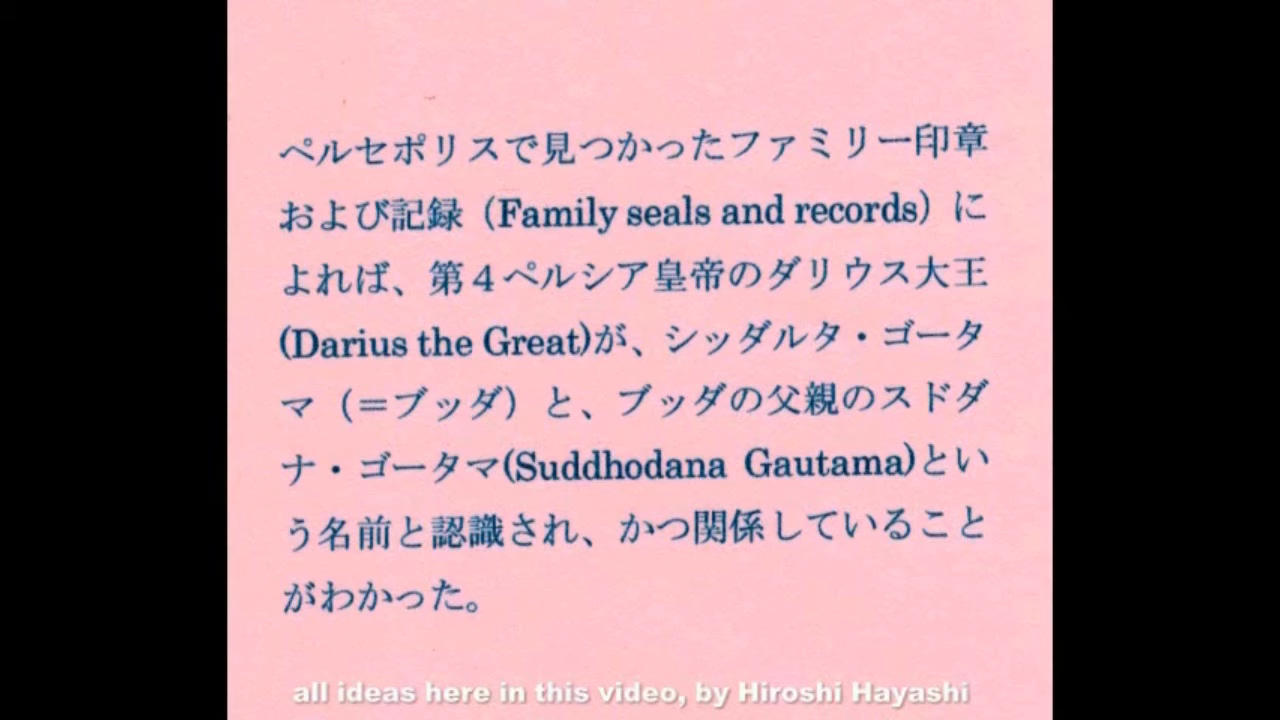 ペルセポリスで見つかったファミリー印章
および記録（Family seals and records）に
よれば、第４ペルシア皇帝のダリウス大王
(Darius the Great)が、シッダルタ・ゴータ
マ（＝ブッダ）と、ブッダの父親のスドダ
ナ・ゴータマ(Suddhodana Gautama)とい
う名前と認識され、かつ関係していること
がわかった。
all ideas here in this video, by Hiroshi Hayashi